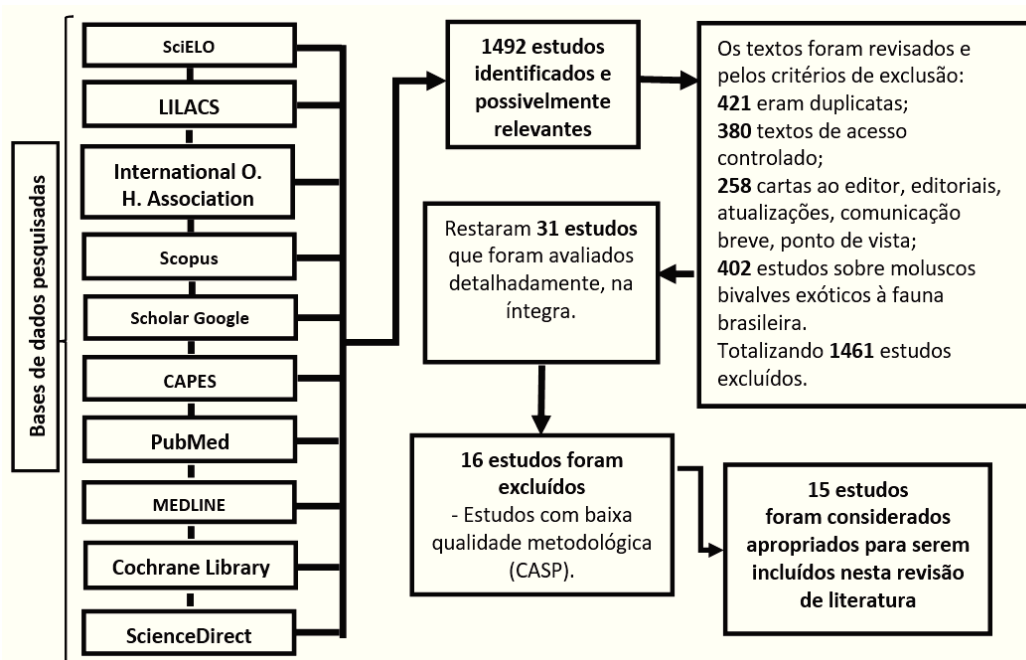 Bases de dados pesquisadas
SciELO
LILACS
International O.
H. Association
Scopus
Scholar Google
CAPES
PubMed
MEDLINE
Cochrane Library
ScienceDirect
1492 estudos
identificados e
possivelmente
relevantes
Os textos foram revisados e
pelos critérios de exclusão:
421 eram duplicatas;
380 textos de acesso
controlado;
258 cartas ao editor, editoriais,
atualizações, comunicação
breve, ponto de vista;
402 estudos sobre moluscos
bivalves exóticos à fauna
brasileira.
Totalizando 1461 estudos
excluídos.
Restaram 31 estudos
que foram avaliados
detalhadamente, na
íntegra.
16 estudos foram
excluídos
- Estudos com baixa
qualidade metodológica
(CASP).
15 estudos
foram considerados
apropriados para serem
incluídos nesta revisão
de literatura